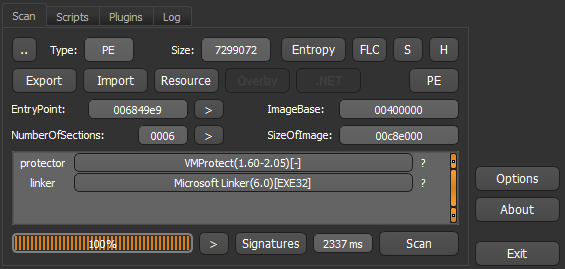 Scan Scripts Plugins Log
.. Type: PE Size: 7299072 Entropy FLC S H
Export Import Resource Overlay .NET PE
EntryPoint: 006849e9 > ImageBase: 00400000
NumberOfSections: 0006 > SizeOfImage: 00c8e000
protector VMProtect(1.60-2.05)[-] ?
linker Microsoft Linker(6.0)[EXE32] ?
Options
About
100% > Signatures 2337 ms Scan
Exit